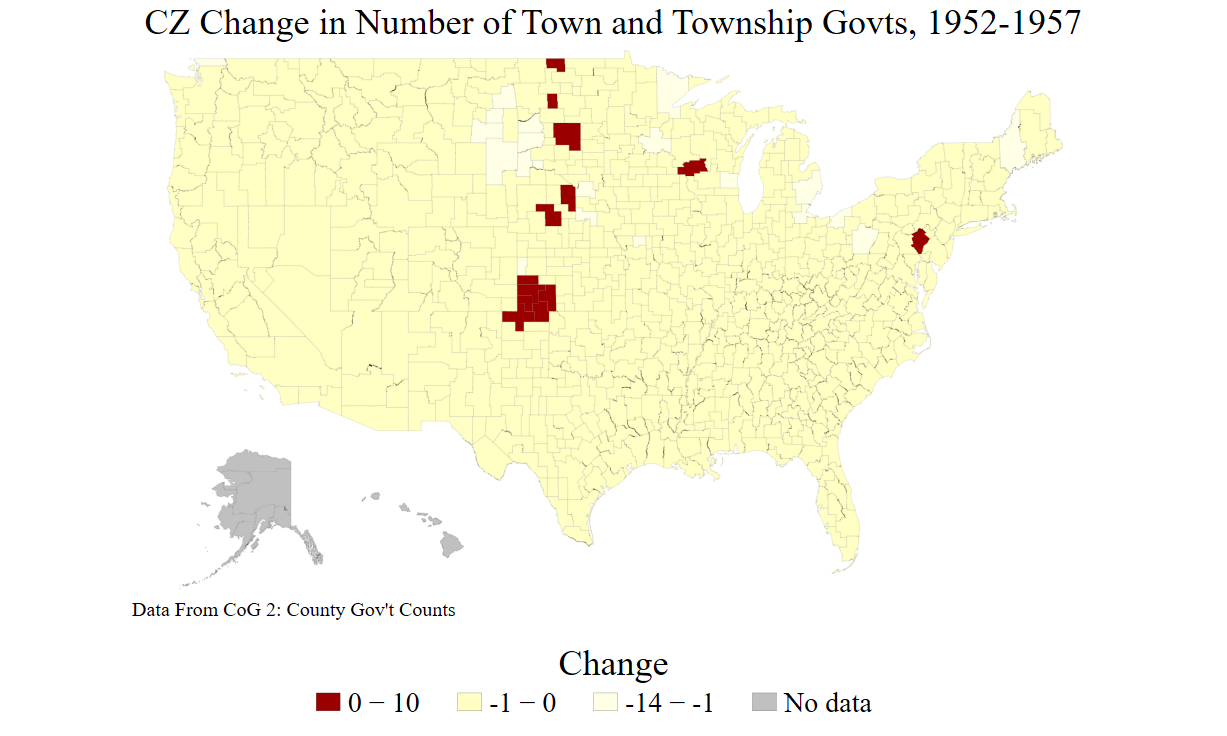 CZ Change in Number of Town and Township Govts, 1952-1957
Data From CoG 2: County Gov't Counts
Change
0 − 10 -1 − 0 -14 − -1 No data